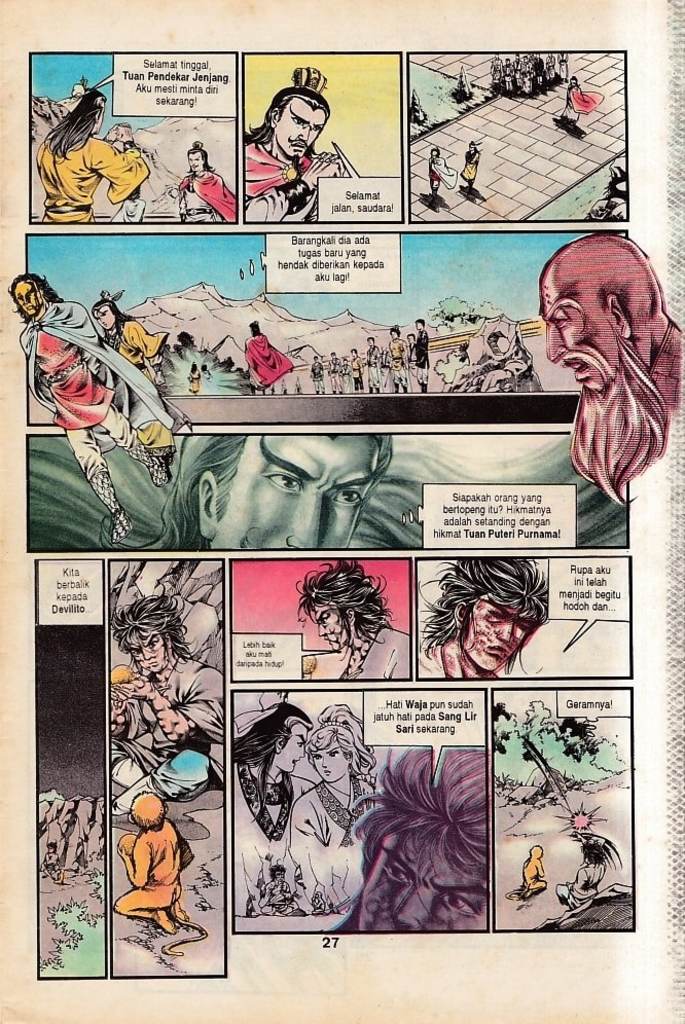 Selamat tinggal,
Tuan Pendekar Jenjang.
Aku mesti minta diri
sekarang!
Selamat
jalan, saudara!
Barangkali dia ada
tugas baru yang
hendak diberikan kepada
aku lagi!
Siapakah orang yang
bertopeng itu? Hikmatnya
adalah setanding dengan
hikmat Tuan Puteri Purnama!
Kita
berbalik
kepada
Devilito...
Lebih baik
aku mati
daripada hidup!
Rupa aku
ini telah
menjadi begitu
hodoh dan...
...Hati Waja pun sudah
jatuh hati pada Sang Lir
Sari sekarang.
Geramnya!
27